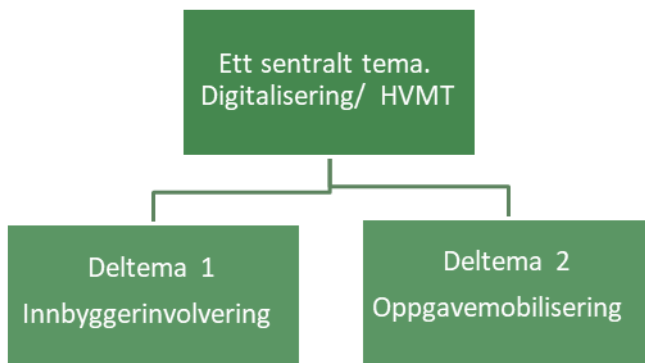 Ett sentralt tema.
Digitalisering/ HVMT
Deltema 1
Innbyggerinvolvering
Deltema 2
Oppgavemobilisering